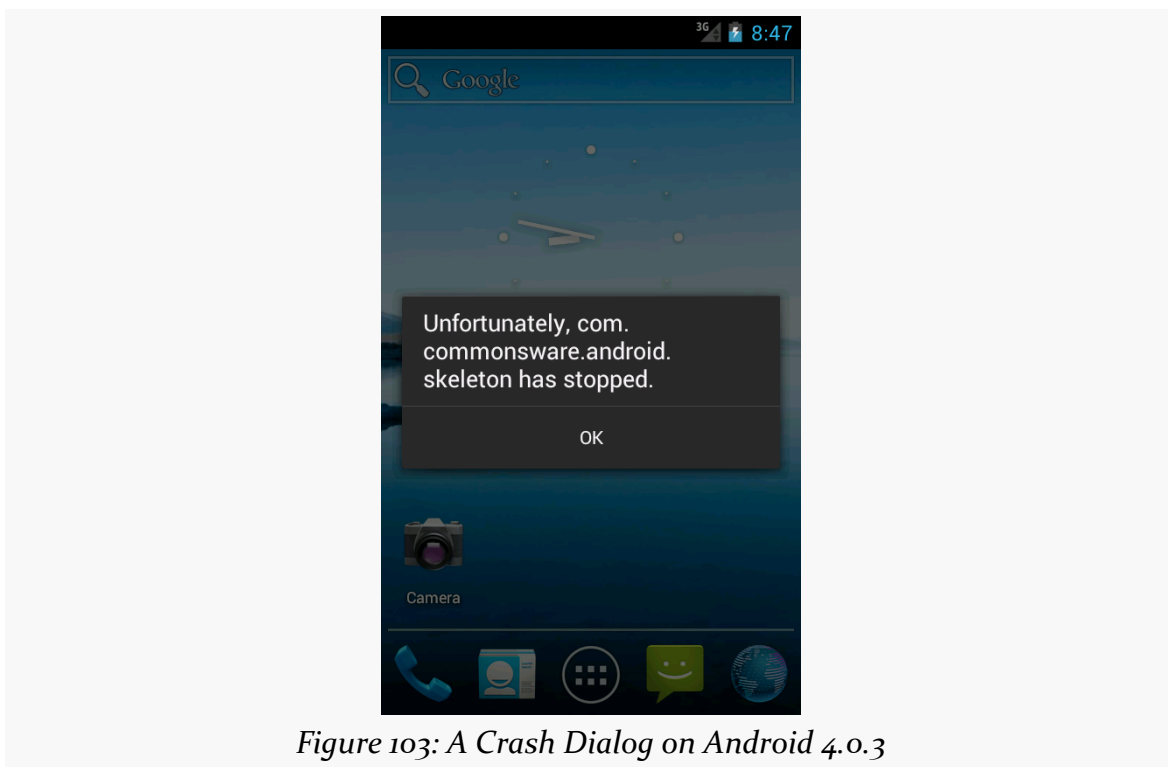 3G 8:47
Google
Unfortunately, com.
commonsware.android.
skeleton has stopped.
OK
Camera
Figure 103: A Crash Dialog on Android 4.0.3